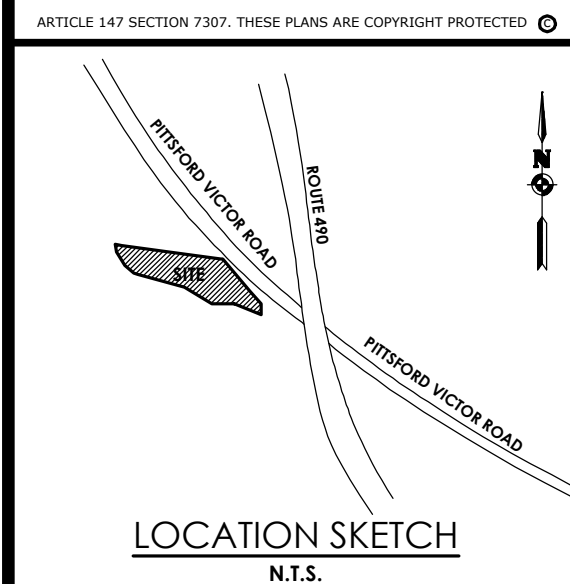 ARTICLE 147 SECTION 7307. THESE PLANS ARE COPYRIGHT PROTECTED ©
PITTSFORD VICTOR ROAD
ROUTE 490
N
SITE
PITTSFORD VICTOR ROAD
LOCATION SKETCH
N.T.S.